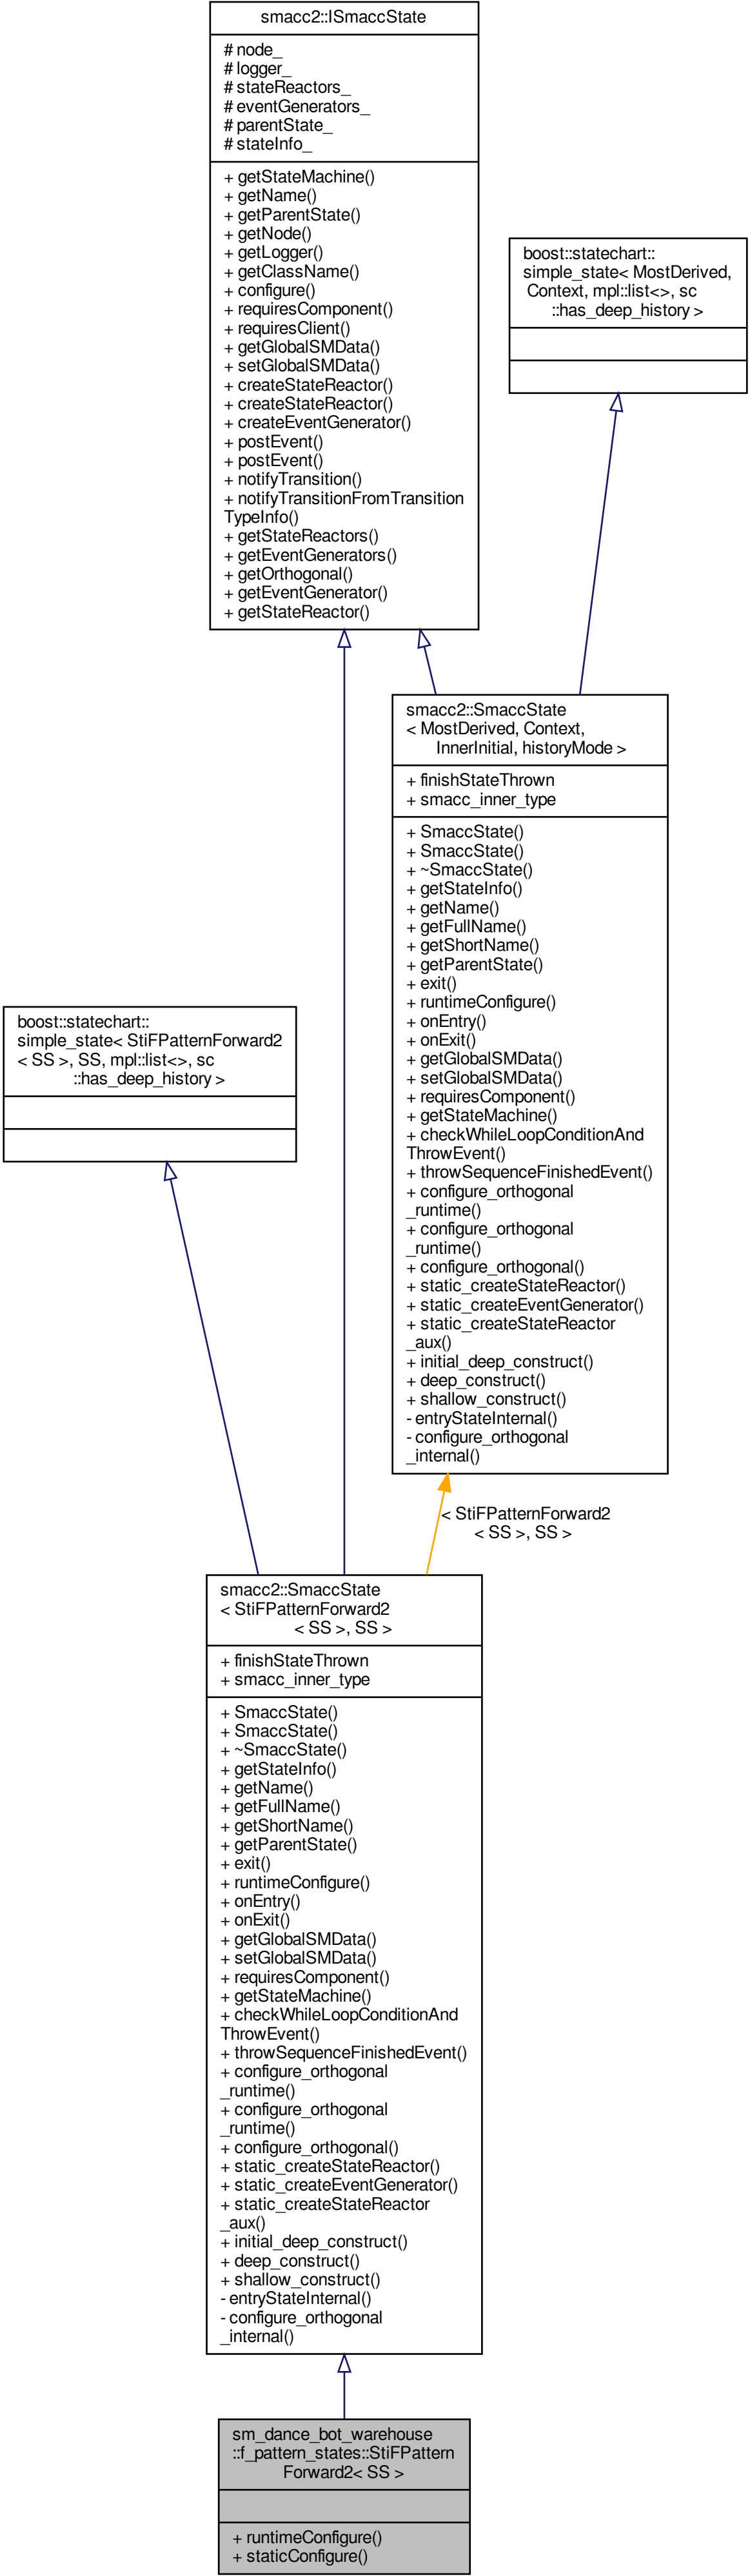 smacc2::ISmaccState
# node_
# logger_
# stateReactors_
# eventGenerators_
# parentState_
# stateInfo_
+ getStateMachine()
+ getName()
+ getParentState()
+ getNode()
+ getLogger()
+ getClassName()
+ configure()
+ requiresComponent()
+ requiresClient()
+ getGlobalSMData()
+ setGlobalSMData()
+ createStateReactor()
+ createStateReactor()
+ createEventGenerator()
+ postEvent()
+ postEvent()
+ notifyTransition()
+ notifyTransitionFromTransition
TypeInfo()
+ getStateReactors()
+ getEventGenerators()
+ getOrthogonal()
+ getEventGenerator()
+ getStateReactor()
boost::statechart::
simple_state< MostDerived,
Context, mpl::list<>, sc
::has_deep_history >
smacc2::SmaccState
< MostDerived, Context,
InnerInitial, historyMode >
+ finishStateThrown
+ smacc_inner_type
+ SmaccState()
+ SmaccState()
+ ~SmaccState()
+ getStateInfo()
+ getName()
+ getFullName()
+ getShortName()
+ getParentState()
+ exit()
+ runtimeConfigure()
+ onEntry()
+ onExit()
+ getGlobalSMData()
+ setGlobalSMData()
+ requiresComponent()
+ getStateMachine()
+ checkWhileLoopConditionAnd
ThrowEvent()
+ throwSequenceFinishedEvent()
+ configure_orthogonal
_runtime()
+ configure_orthogonal
_runtime()
+ configure_orthogonal()
+ static_createStateReactor()
+ static_createEventGenerator()
+ static_createStateReactor
_aux()
+ initial_deep_construct()
+ deep_construct()
+ shallow_construct()
- entryStateInternal()
- configure_orthogonal
_internal()
boost::statechart::
simple_state< StiFPatternForward2
< SS >, SS, mpl::list<>, sc
::has_deep_history >
< StiFPatternForward2
< SS >, SS >
smacc2::SmaccState
< StiFPatternForward2
< SS >, SS >
+ finishStateThrown
+ smacc_inner_type
+ SmaccState()
+ SmaccState()
+ ~SmaccState()
+ getStateInfo()
+ getName()
+ getFullName()
+ getShortName()
+ getParentState()
+ exit()
+ runtimeConfigure()
+ onEntry()
+ onExit()
+ getGlobalSMData()
+ setGlobalSMData()
+ requiresComponent()
+ getStateMachine()
+ checkWhileLoopConditionAnd
ThrowEvent()
+ throwSequenceFinishedEvent()
+ configure_orthogonal
_runtime()
+ configure_orthogonal
_runtime()
+ configure_orthogonal()
+ static_createStateReactor()
+ static_createEventGenerator()
+ static_createStateReactor
_aux()
+ initial_deep_construct()
+ deep_construct()
+ shallow_construct()
- entryStateInternal()
- configure_orthogonal
_internal()
sm_dance_bot_warehouse
::f_pattern_states::StiFPattern
Forward2< SS >
+ runtimeConfigure()
+ staticConfigure()